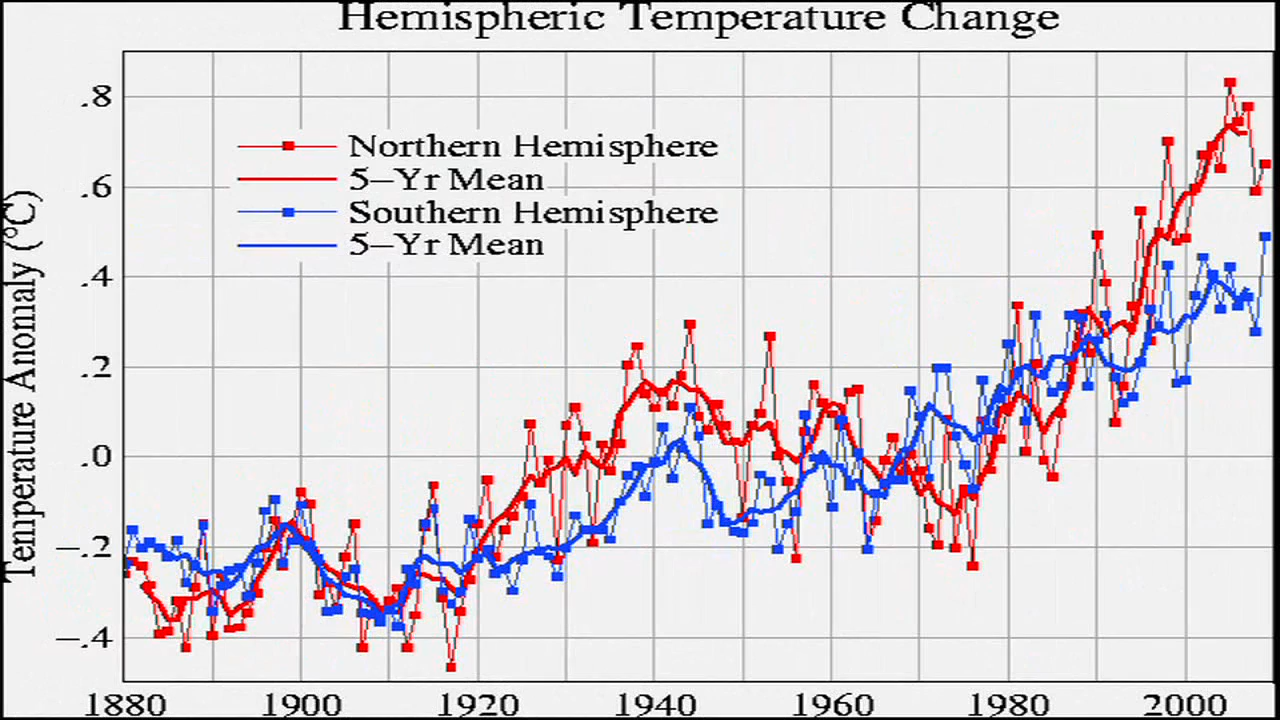 Hemispheric Temperature Change
Temperature Anomaly (°C)
.8
.6
.4
.2
.0
−.2
−.4
Northern Hemisphere
5−Yr Mean
Southern Hemisphere
5−Yr Mean
1880 1900 1920 1940 1960 1980 2000